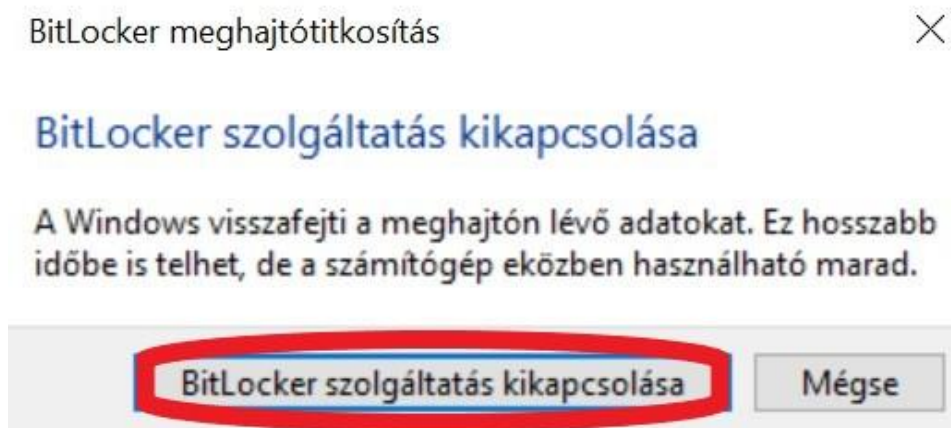 BitLocker meghajtótitkosítás
BitLocker szolgáltatás kikapcsolása
A Windows visszafejti a meghajtón lévő adatokat. Ez hosszabb
időbe is telhet, de a számítógép eközben használható marad.
BitLocker szolgáltatás kikapcsolása
Mégse